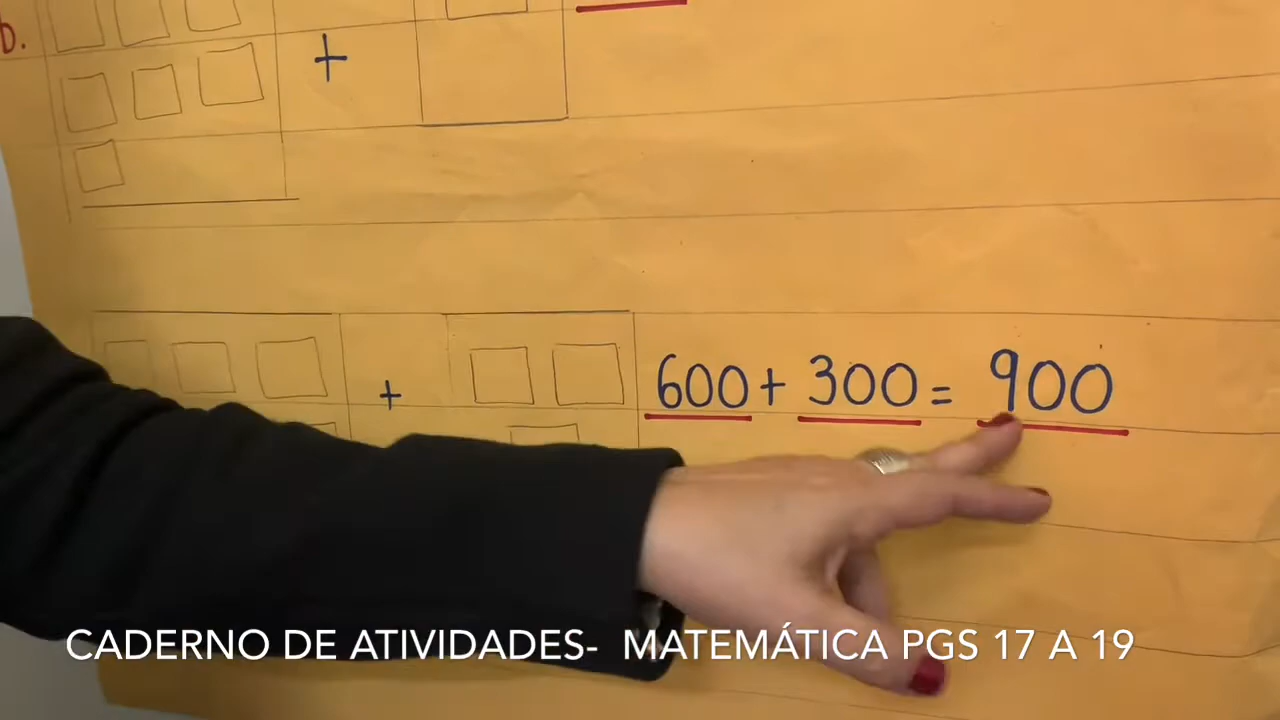 b.
+
+
600 + 300 = 900
CADERNO DE ATIVIDADES- MATEMÁTICA PGS 17 A 19